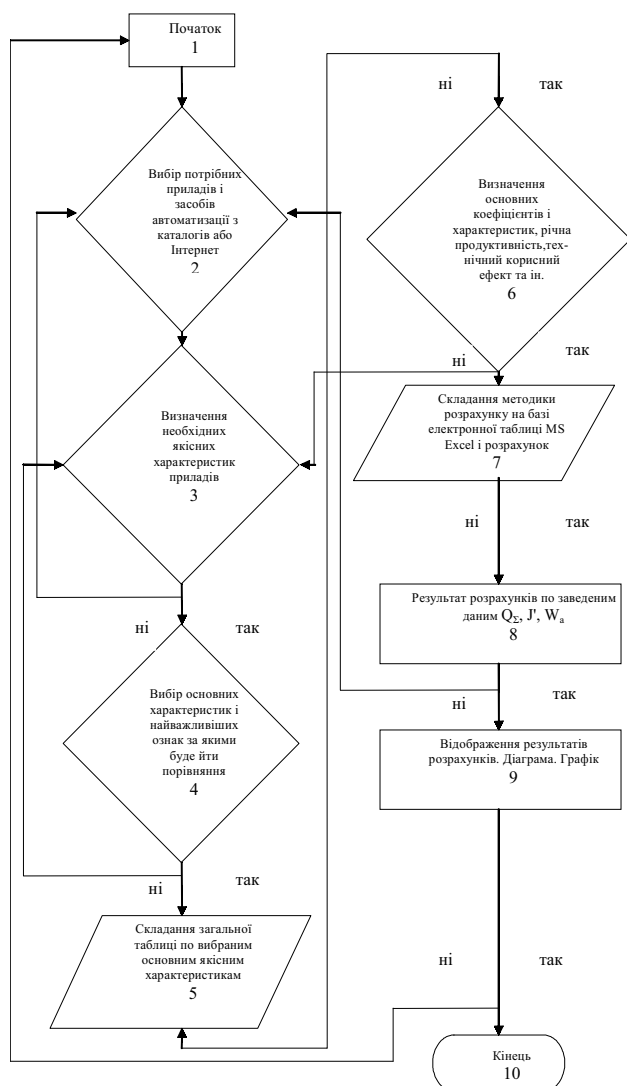 Початок
1
Вибір потрібних
приладів і
засобів
автоматизації з
каталогів або
Інтернет
2
Визначення
необхідних
якісних
характеристик
приладів
3
ні так
Вибір основних
характеристик і
найважливіших
ознак за якими
буде йти
порівняння
4
ні так
Складання загальної
таблиці по вибраним
основним якісним
характеристикам
5
ні так
Визначення
основних
коефіцієнтів і
характеристик, річна
продуктивність,тех-
нічний корисний
ефект та ін.
6
ні так
Складання методики
розрахунку на базі
електронної таблиці MS
Excel і розрахунок
7
ні так
Результат розрахунків по заведеним
даним QΣ, J', Wa
8
ні так
Відображення результатів
розрахунків. Діаграма. Графік
9
ні так
Кінець
10